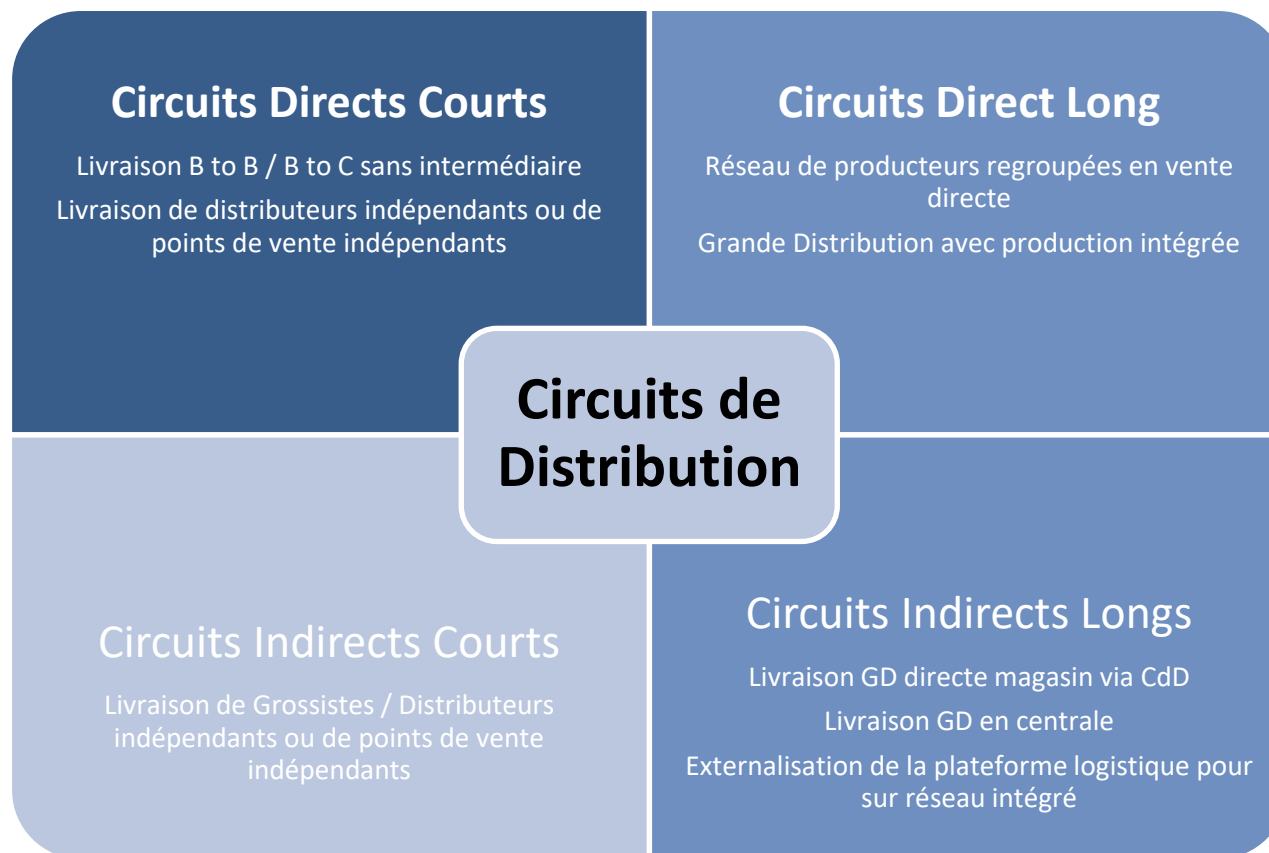 Circuits Directs Courts
Livraison B to B / B to C sans intermédiaire
Livraison de distributeurs indépendants ou de
points de vente indépendants
Circuits Direct Long
Réseau de producteurs regroupées en vente
directe
Grande Distribution avec production intégrée
Circuits de
Distribution
Circuits Indirects Courts
Livraison de Grossistes / Distributeurs
indépendants ou de points de vente
indépendants
Circuits Indirects Longs
Livraison GD directe magasin via CdD
Livraison GD en centrale
Externalisation de la plateforme logistique pour
sur réseau intégré